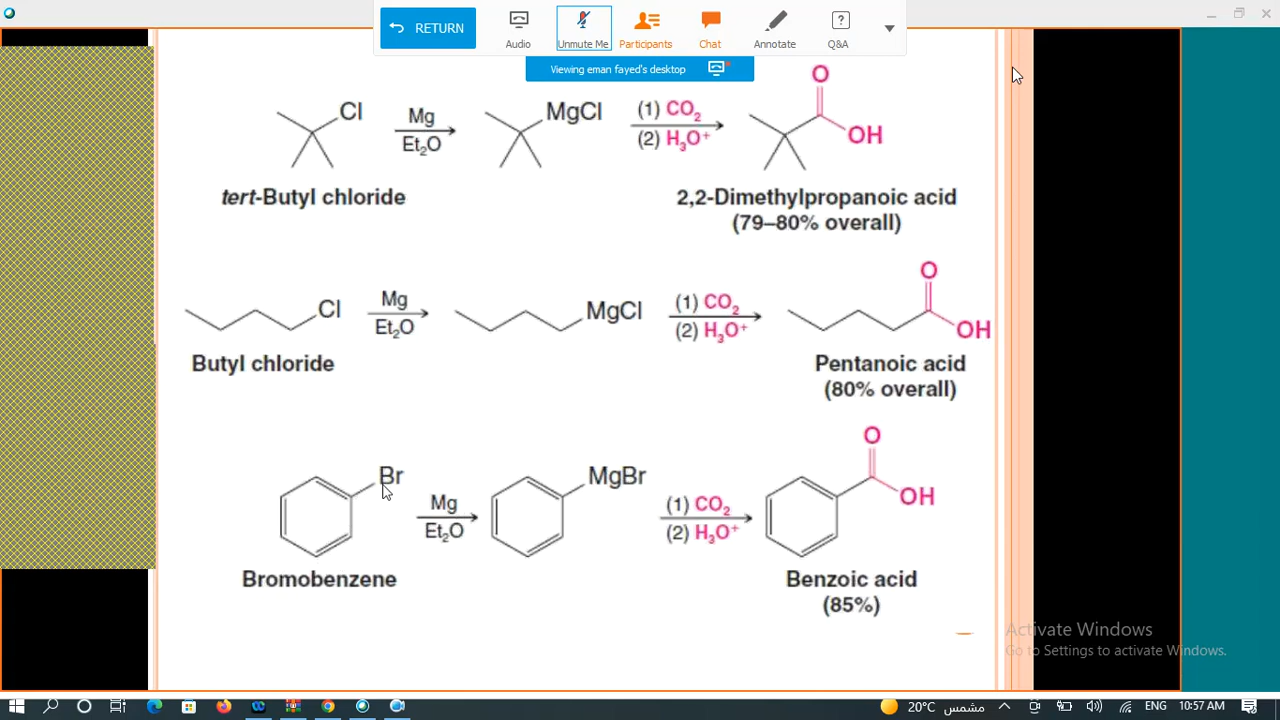 RETURN
Audio
Unmute Me
Participants
Chat
Annotate
Q&A
Viewing eman fayed's desktop
Cl
Mg
Et₂O
MgCl
(1) CO₂
(2) H₃O⁺
O
OH
tert-Butyl chloride
2,2-Dimethylpropanoic acid
(79–80% overall)
Cl
Mg
Et₂O
MgCl
(1) CO₂
(2) H₃O⁺
O
OH
Butyl chloride
Pentanoic acid
(80% overall)
Br
Mg
Et₂O
MgBr
(1) CO₂
(2) H₃O⁺
O
OH
Bromobenzene
Benzoic acid
(85%)
Activate Windows
Go to Settings to activate Windows.
20°C مشمس
ENG
10:57 AM